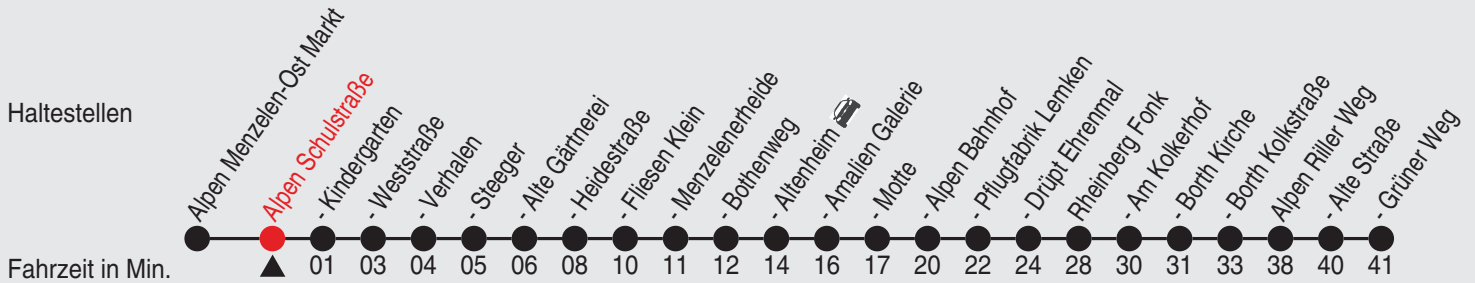 Haltestellen
Alpen Menzelen-Ost Markt
Alpen Schulstraße
- Kindergarten
- Weststraße
- Verhalen
- Steeger
- Alte Gärtnerei
- Heidestraße
- Fliesen Klein
- Menzelenerheide
- Bothenweg
- Altenheim
- Amalien Galerie
- Motte
- Alpen Bahnhof
- Pflugfabrik Lemken
- Drüpt Ehrenmal
Rheinberg Fonk
- Am Kolkerhof
- Borth Kirche
- Borth Kolkstraße
Alpen Riller Weg
- Alte Straße
- Grüner Weg
Fahrzeit in Min. 01 03 04 05 06 08 10 11 12 14 16 17 20 22 24 28 30 31 33 38 40 41